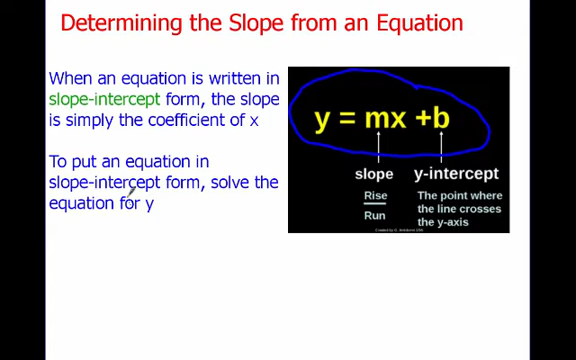 Determining the Slope from an Equation
When an equation is written in
slope-intercept form, the slope
is simply the coefficient of x
To put an equation in
slope-intercept form, solve the
equation for y
y = mx +b
slope
y-intercept
Rise
Run
The point where
the line crosses
the y-axis